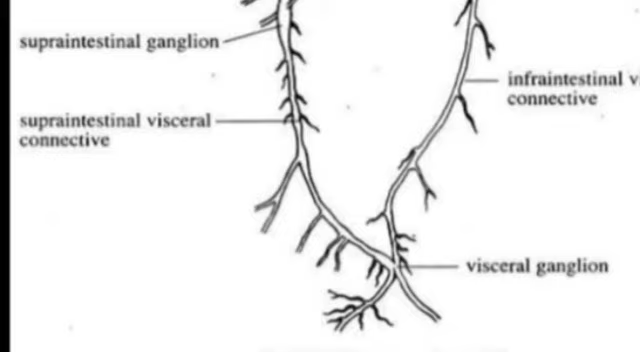 supraintestinal ganglion
infraintestinal
connective
supraintestinal visceral
connective
visceral ganglion